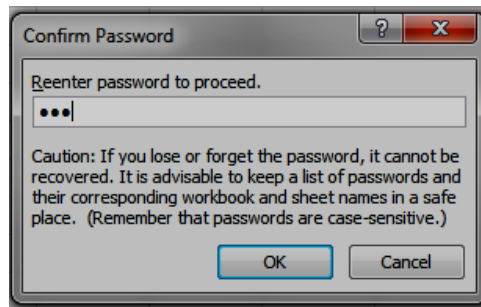 Confirm Password
?
X
Reenter password to proceed.
•••
Caution: If you lose or forget the password, it cannot be
recovered. It is advisable to keep a list of passwords and
their corresponding workbook and sheet names in a safe
place. (Remember that passwords are case-sensitive.)
OK
Cancel